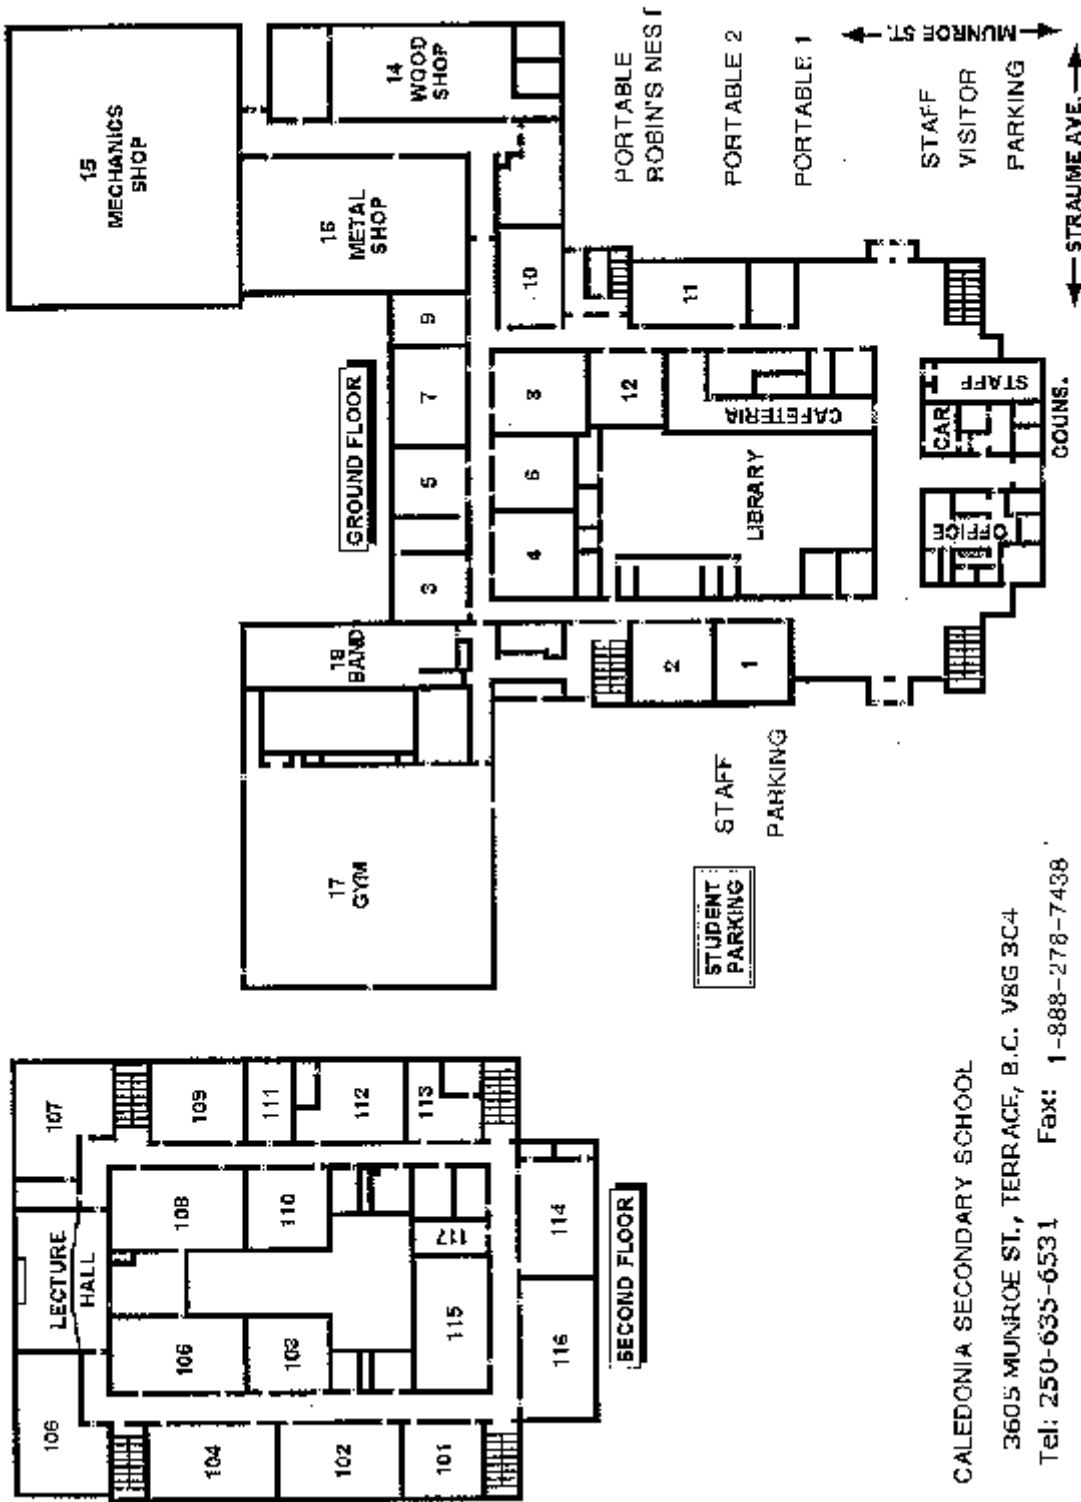 15
MECHANICS
SHOP
14
WOOD
SHOP
16
METAL
SHOP
PORTABLE
ROBIN'S NEST
PORTABLE 2
PORTABLE 1
MUNROE ST.
STAFF
VISITOR
PARKING
STRAUME AVE.
GROUND FLOOR
9
7
5
3
10
8
6
4
12
11
CAFETERIA
LIBRARY
STAFF
CAR
COUNS.
OFFICE
2
1
BAND
17
GYM
STAFF
PARKING
STUDENT
PARKING
107
109
111
112
113
LECTURE
HALL
108
110
117
114
115
116
106
103
104
102
101
SECOND FLOOR
CALEDONIA SECONDARY SCHOOL
3605 MUNROE ST., TERRACE, B.C. V8G 3C4
Tel: 250-635-6531 Fax: 1-888-278-7438